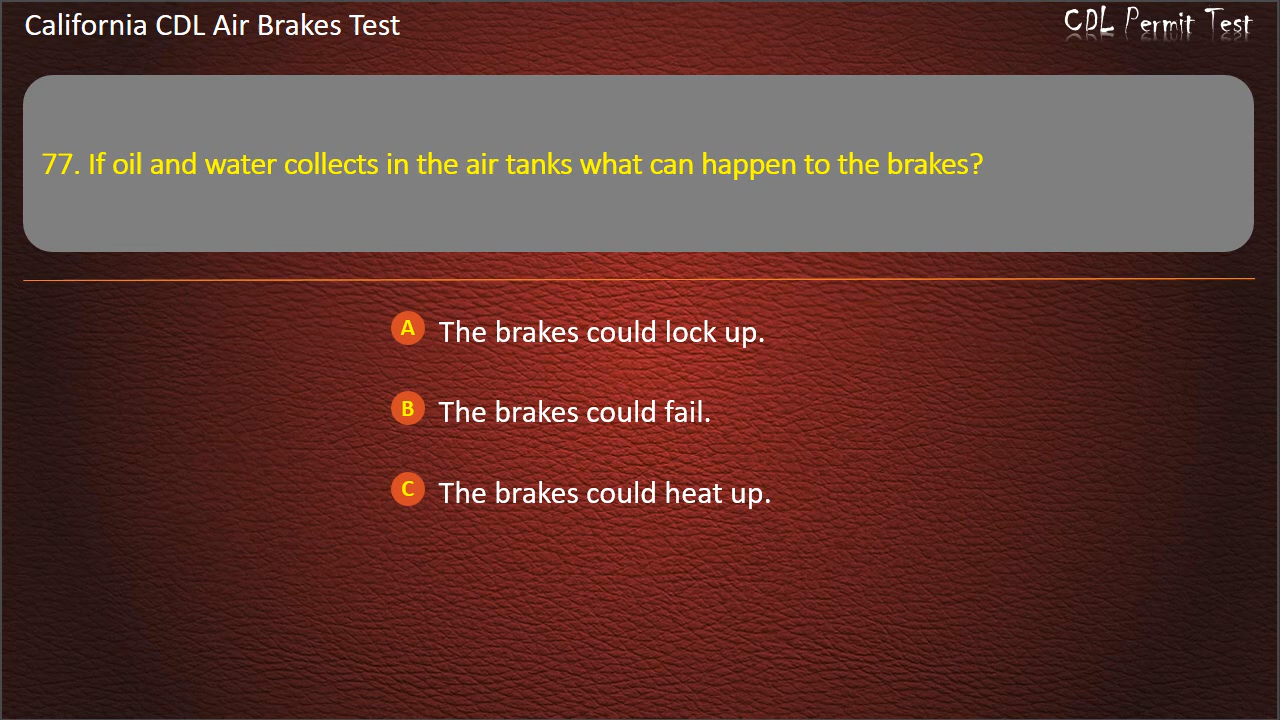 California CDL Air Brakes Test
CDL Permit Test
77. If oil and water collects in the air tanks what can happen to the brakes?
A The brakes could lock up.
B The brakes could fail.
C The brakes could heat up.